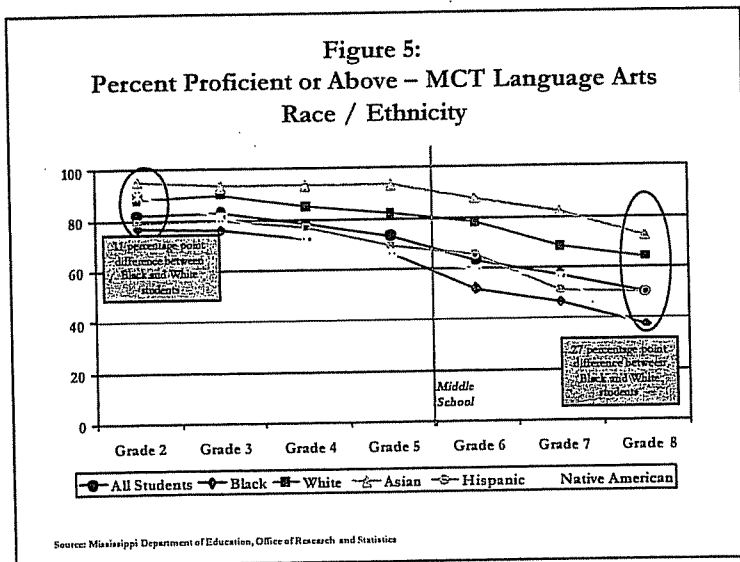 Figure 5:
Percent Proficient or Above – MCT Language Arts
Race / Ethnicity
100
80
60
40
20
0
11 percentage point
difference between
Black and White
students
27 percentage point
difference between
Black and White
students
Middle
School
Grade 2 Grade 3 Grade 4 Grade 5 Grade 6 Grade 7 Grade 8
All Students Black White Asian Hispanic Native American
Source: Mississippi Department of Education, Office of Research and Statistics